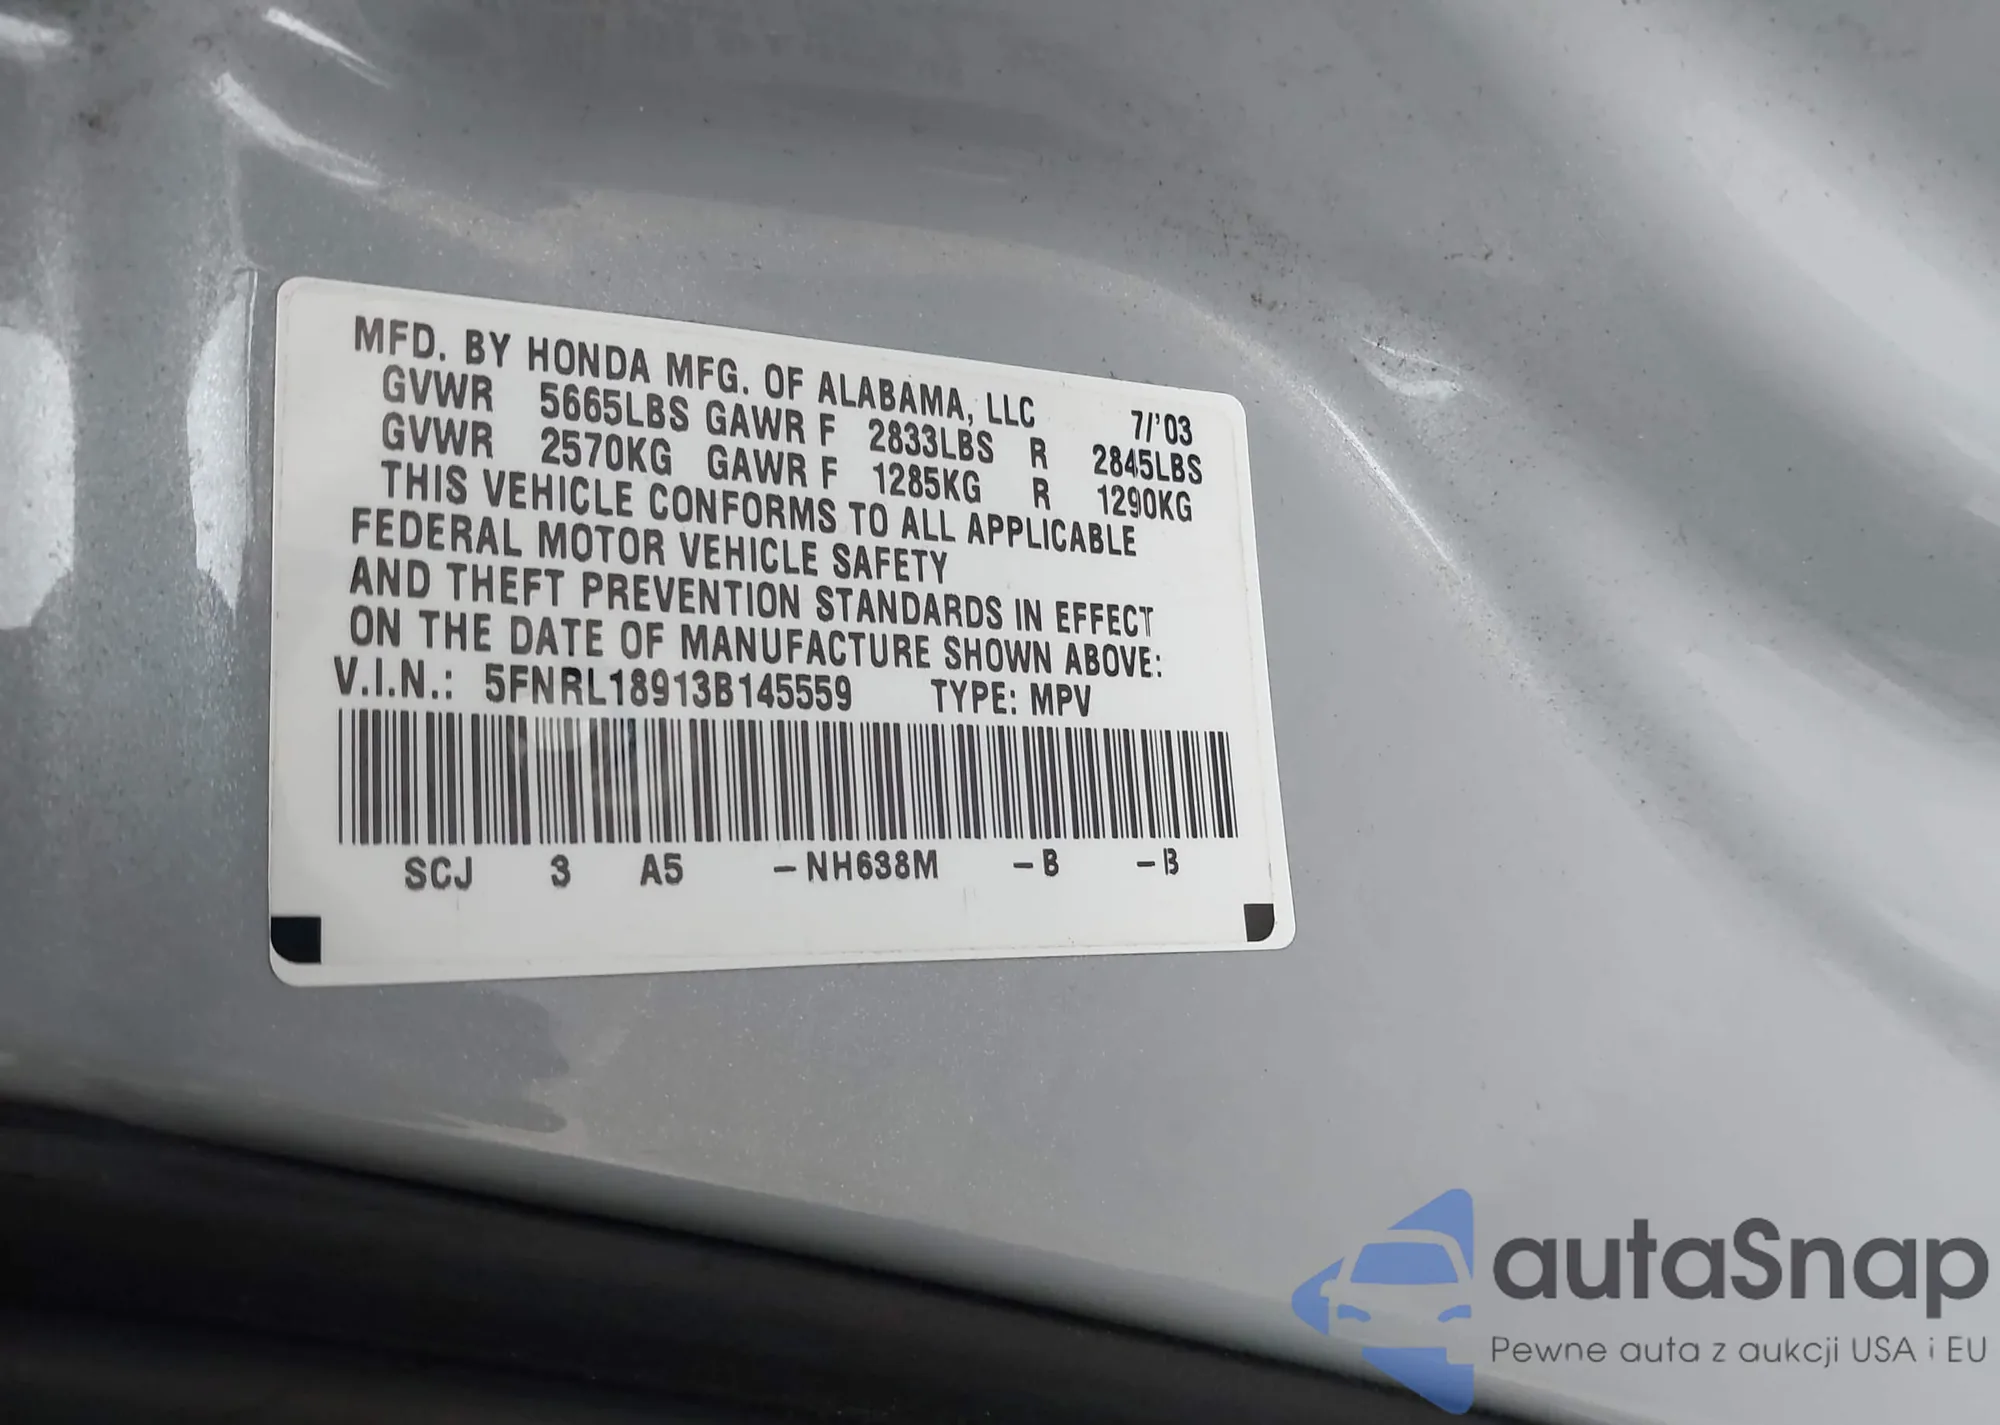 MFD. BY HONDA MFG. OF ALABAMA, LLC 7/'03
GVWR 5665LBS GAWR F 2833LBS R 2845LBS
GVWR 2570KG GAWR F 1285KG R 1290KG
THIS VEHICLE CONFORMS TO ALL APPLICABLE
FEDERAL MOTOR VEHICLE SAFETY
AND THEFT PREVENTION STANDARDS IN EFFECT
ON THE DATE OF MANUFACTURE SHOWN ABOVE:
V.I.N.: 5FNRL18913B145559 TYPE: MPV
SCJ 3 A5 -NH638M -B -B
autaSnap
Pewne auta z aukcji USA i EU